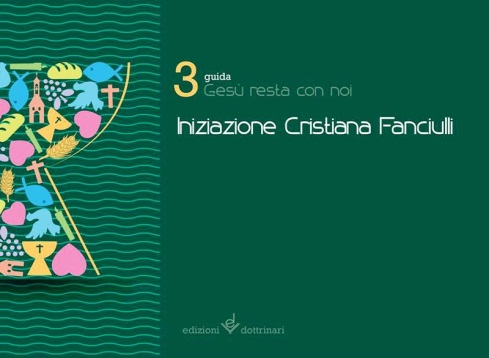 3 guida
Gesù resta con noi
Iniziazione Cristiana Fanciulli
edizioni dottrinari